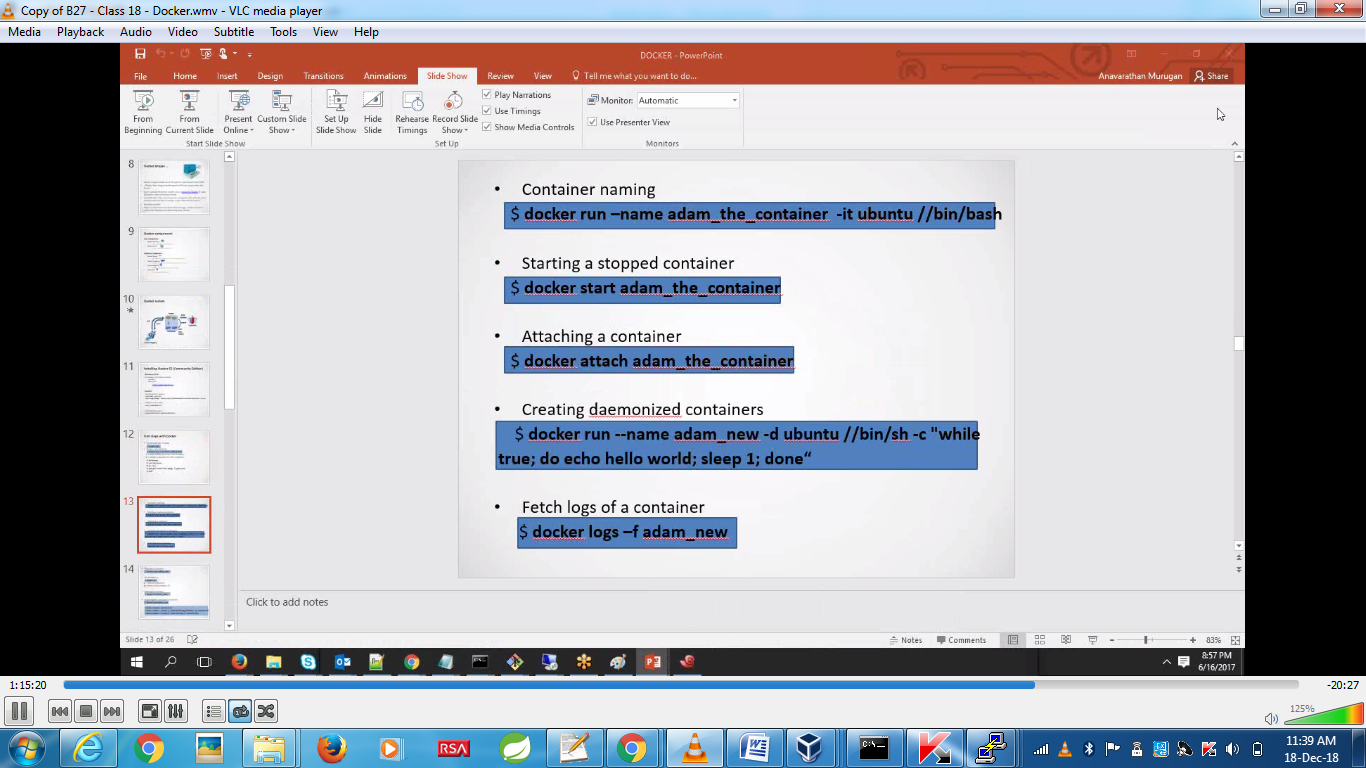 Copy of B27 - Class 18 - Docker.wmv - VLC media player
Media Playback Audio Video Subtitle Tools View Help
DOCKER - PowerPoint
File Home Insert Design Transitions Animations Slide Show Review View Tell me what you want to do...
Anavarathan Murugan Share
From Beginning
From Current Slide
Present Online
Custom Slide Show
Set Up Slide Show
Hide Slide
Rehearse Timings
Record Slide Show
Play Narrations
Use Timings
Show Media Controls
Monitor: Automatic
Use Presenter View
Start Slide Show
Set Up
Monitors
8
9
10
11
12
13
14
• Container naming
$ docker run –name adam_the_container -it ubuntu //bin/bash
• Starting a stopped container
$ docker start adam_the_container
• Attaching a container
$ docker attach adam_the_container
• Creating daemonized containers
$ docker run --name adam_new -d ubuntu //bin/sh -c "while
true; do echo hello world; sleep 1; done“
• Fetch logs of a container
$ docker logs –f adam_new
Click to add notes
Slide 13 of 26
Notes Comments
83%
8:57 PM
6/16/2017
1:15:20
-20:27
125%
RSA
11:39 AM
18-Dec-18